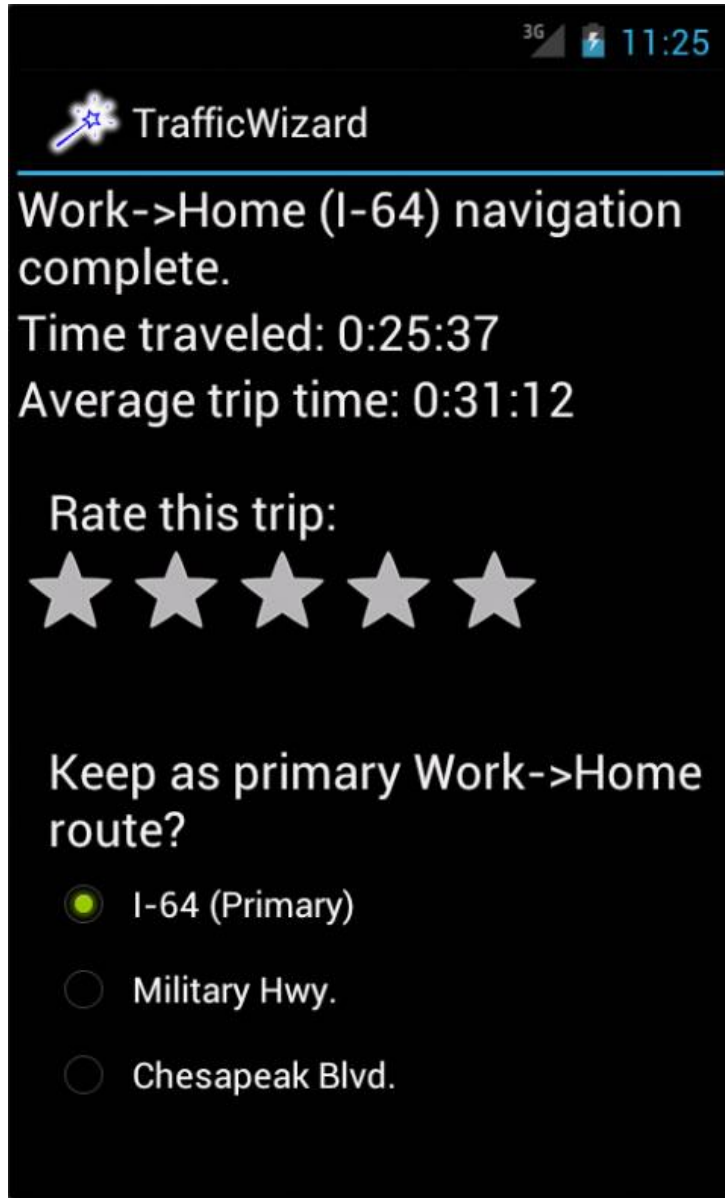 3G 11:25
TrafficWizard
Work->Home (I-64) navigation
complete.
Time traveled: 0:25:37
Average trip time: 0:31:12
Rate this trip:
Keep as primary Work->Home
route?
I-64 (Primary)
Military Hwy.
Chesapeak Blvd.